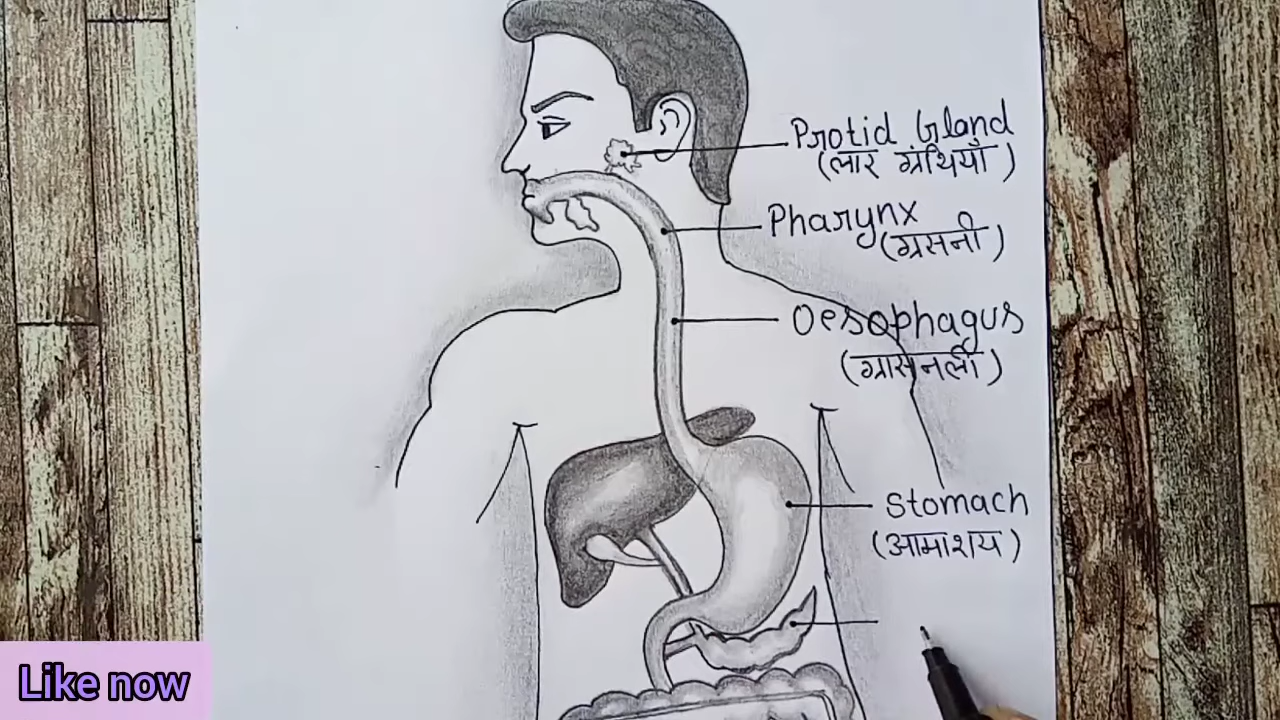 Protid Gland
(लार ग्रंथियाँ)
Pharynx
(ग्रसनी)
Oesophagus
(ग्रासनली)
Stomach
(आमाशय)
Like now